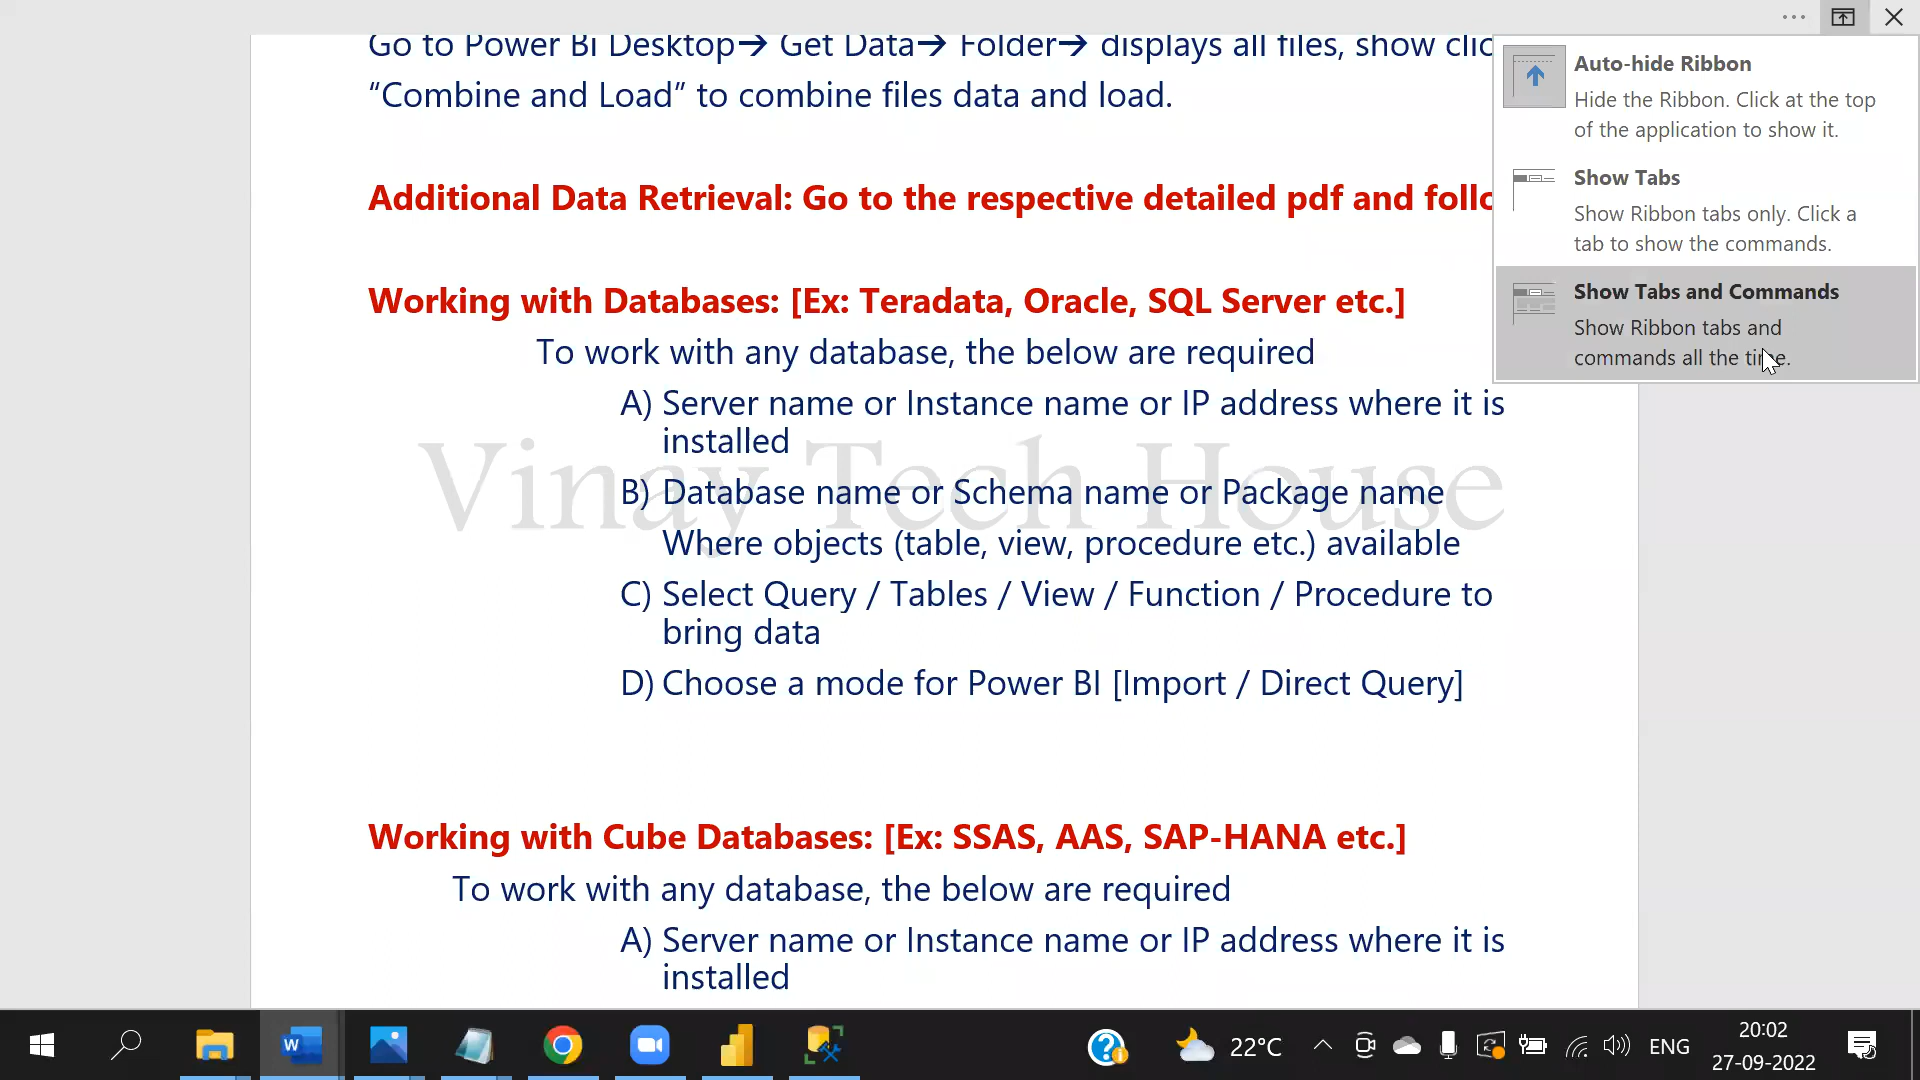 Go to Power BI Desktop→ Get Data→ Folder→ displays all files, show clic
“Combine and Load” to combine files data and load.
Additional Data Retrieval: Go to the respective detailed pdf and follo
Working with Databases: [Ex: Teradata, Oracle, SQL Server etc.]
To work with any database, the below are required
A) Server name or Instance name or IP address where it is
installed
Vinay Tech House
B) Database name or Schema name or Package name
Where objects (table, view, procedure etc.) available
C) Select Query / Tables / View / Function / Procedure to
bring data
D) Choose a mode for Power BI [Import / Direct Query]
Working with Cube Databases: [Ex: SSAS, AAS, SAP-HANA etc.]
To work with any database, the below are required
A) Server name or Instance name or IP address where it is
installed
Auto-hide Ribbon
Hide the Ribbon. Click at the top
of the application to show it.
Show Tabs
Show Ribbon tabs only. Click a
tab to show the commands.
Show Tabs and Commands
Show Ribbon tabs and
commands all the time.
22°C
ENG
20:02
27-09-2022